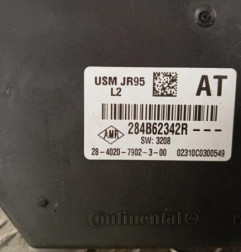 USM JR95
L2
AT
AMR
284B62342R---
SW: 3208
28-4020-7902-3-00 02310C0300549
Continental